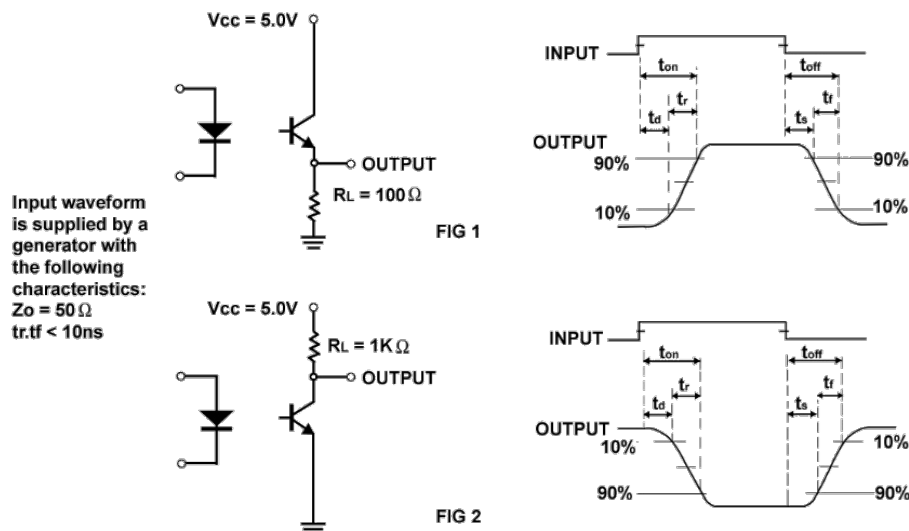 Vcc = 5.0V
OUTPUT
RL = 100Ω
FIG 1
Input waveform
is supplied by a
generator with
the following
characteristics:
Zo = 50Ω
tr.tf < 10ns
INPUT
ton
toff
tr
tf
td
ts
OUTPUT
90%
90%
10%
10%
Vcc = 5.0V
RL = 1KΩ
OUTPUT
FIG 2
INPUT
ton
toff
tr
tf
td
ts
OUTPUT
10%
10%
90%
90%